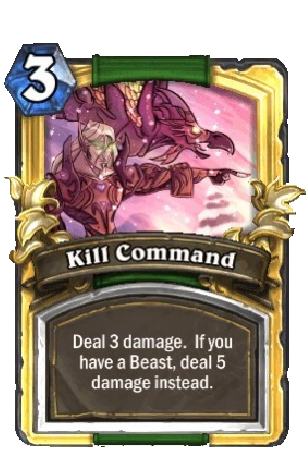 3
Kill Command
Deal 3 damage. If you
have a Beast, deal 5
damage instead.